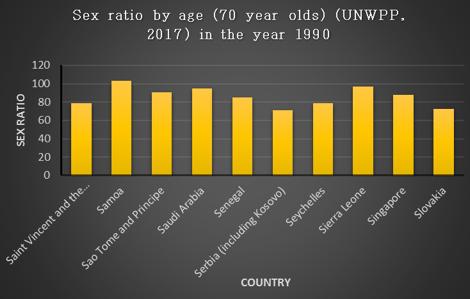 Sex ratio by age (70 year olds) (UNWPP,
2017) in the year 1990
SEX RATIO
120
100
80
60
40
20
0
Saint Vincent and the...
Samoa
Sao Tome and Principe
Saudi Arabia
Senegal
Serbia (including Kosovo)
Seychelles
Sierra Leone
Singapore
Slovakia
COUNTRY